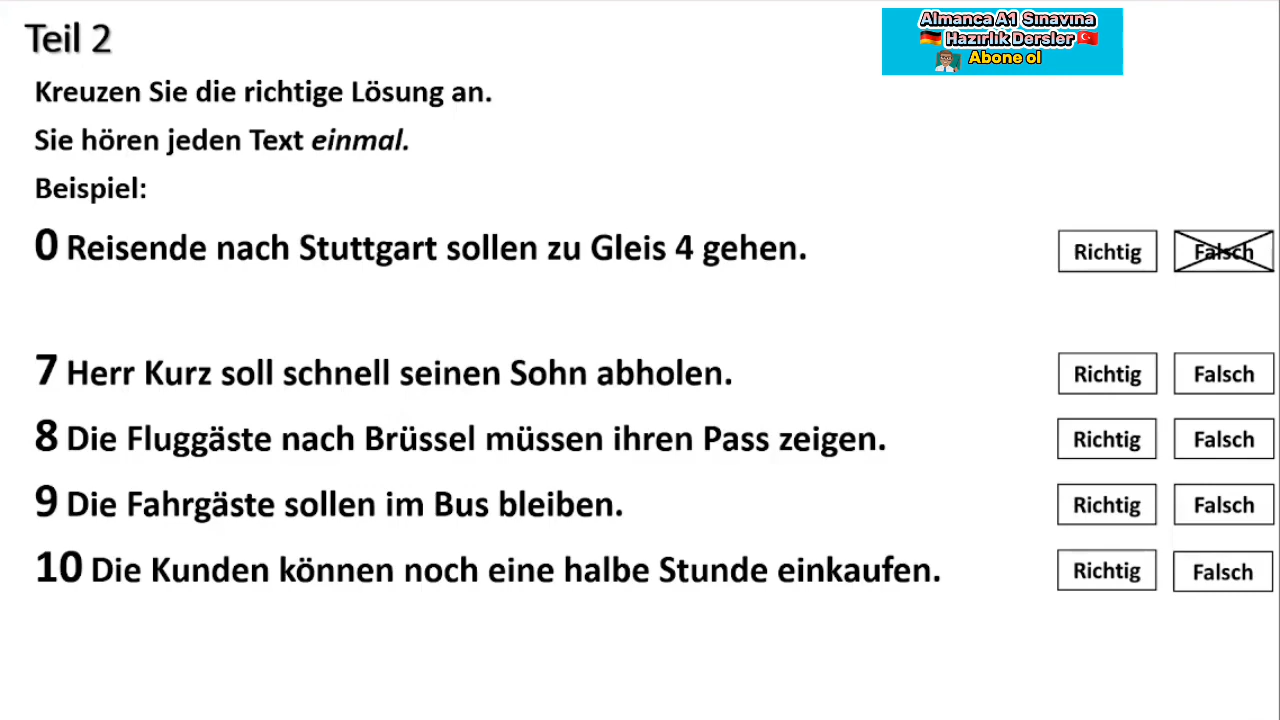 Teil 2
Almanca A1 Sınavına
Hazırlık Dersler
Abone ol
Kreuzen Sie die richtige Lösung an.
Sie hören jeden Text einmal.
Beispiel:
0 Reisende nach Stuttgart sollen zu Gleis 4 gehen. Richtig Falsch
7 Herr Kurz soll schnell seinen Sohn abholen. Richtig Falsch
8 Die Fluggäste nach Brüssel müssen ihren Pass zeigen. Richtig Falsch
9 Die Fahrgäste sollen im Bus bleiben. Richtig Falsch
10 Die Kunden können noch eine halbe Stunde einkaufen. Richtig Falsch